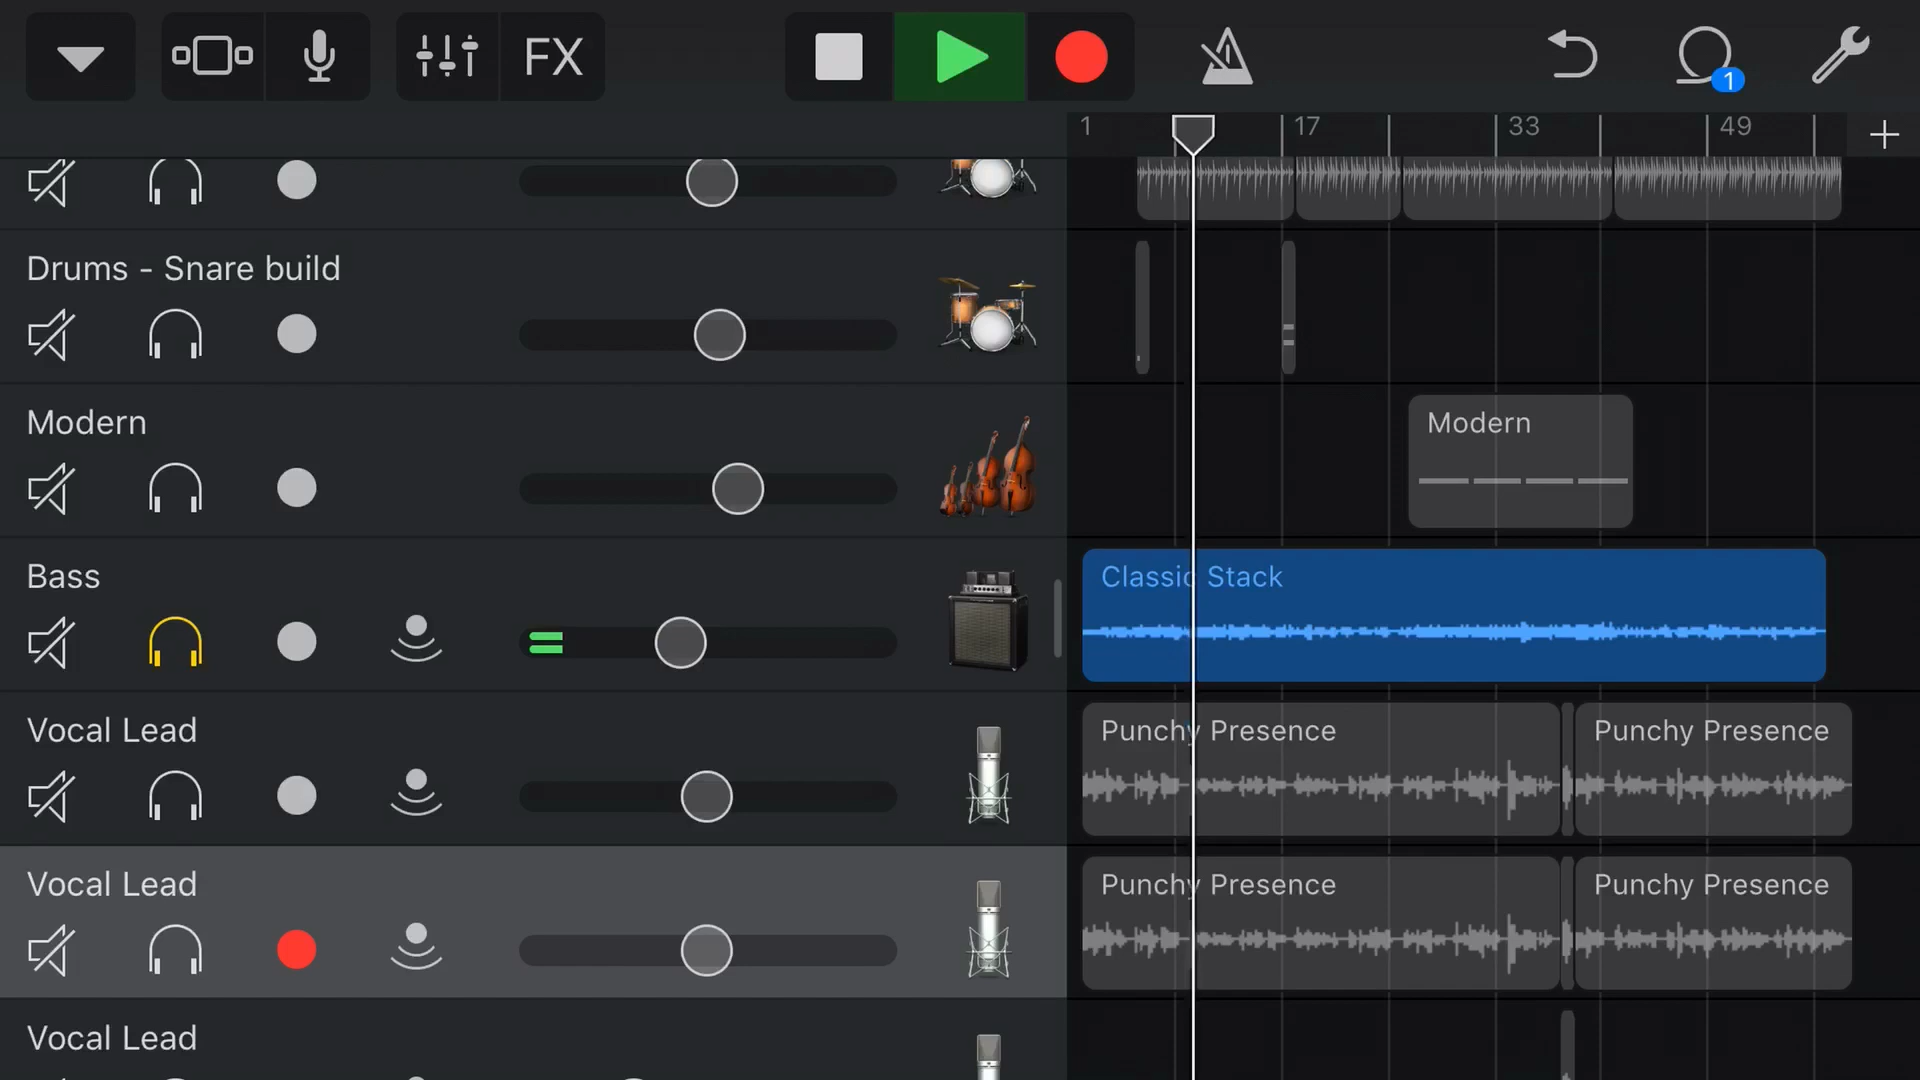 FX
1
1 17 33 49
Drums - Snare build
Modern
Modern
Bass
Classic Stack
Vocal Lead
Punchy Presence
Punchy Presence
Vocal Lead
Punchy Presence
Punchy Presence
Vocal Lead